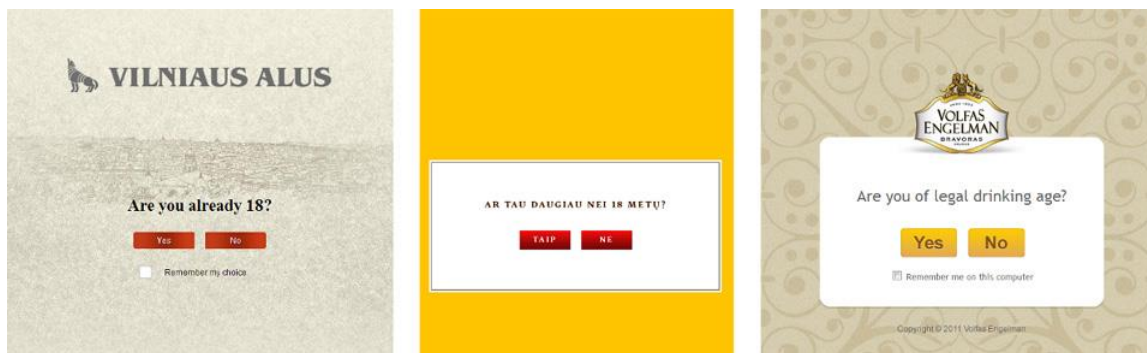 VILNIAUS ALUS
Are you already 18?
Yes No
Remember my choice
AR TAU DAUGIAU NEI 18 METŲ?
TAIP NE
VOLFAS
ENGELMAN
BRAVORAS
Are you of legal drinking age?
Yes No
Remember me on this computer
Copyright © 2011 Volfas Engelman